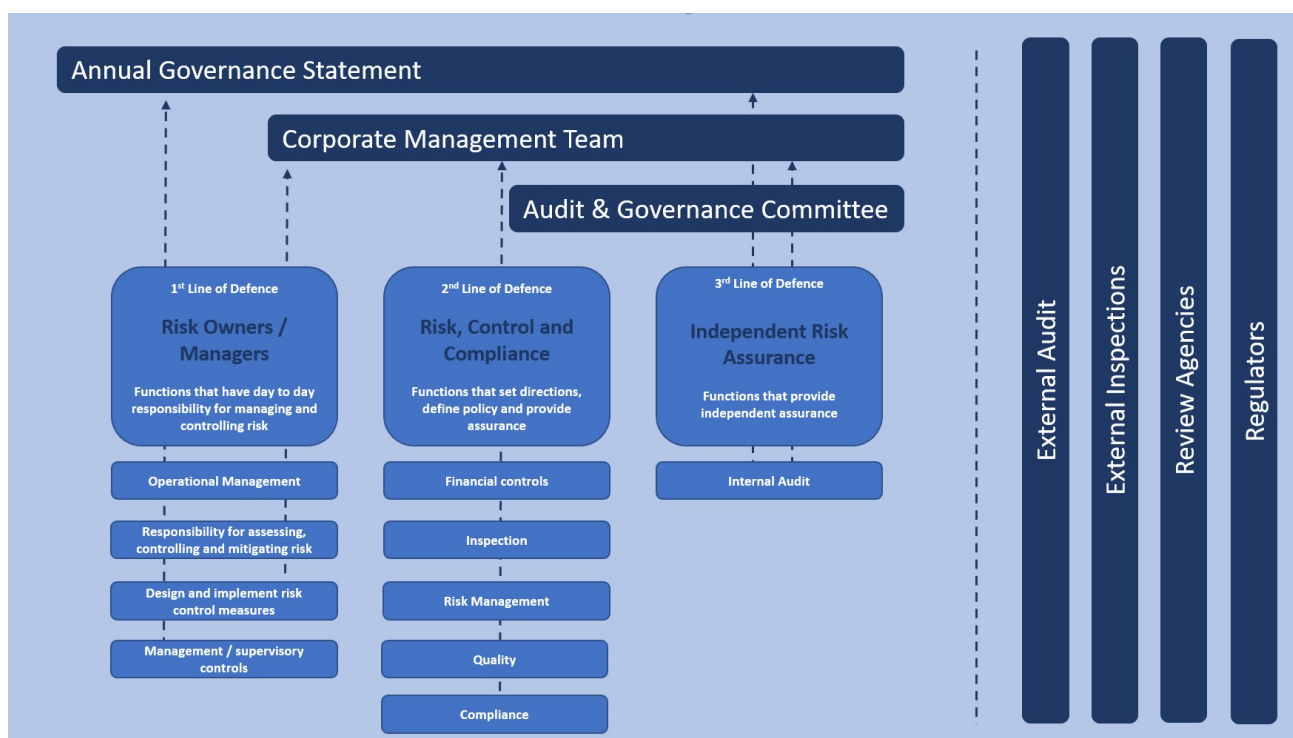 Annual Governance Statement
Corporate Management Team
Audit & Governance Committee
1st Line of Defence
Risk Owners /
Managers
Functions that have day to day
responsibility for managing and
controlling risk
Operational Management
Responsibility for assessing,
controlling and mitigating risk
Design and implement risk
control measures
Management / supervisory
controls
2nd Line of Defence
Risk, Control and
Compliance
Functions that set directions,
define policy and provide
assurance
Financial controls
Inspection
Risk Management
Quality
Compliance
3rd Line of Defence
Independent Risk
Assurance
Functions that provide
independent assurance
Internal Audit
External Audit
External Inspections
Review Agencies
Regulators